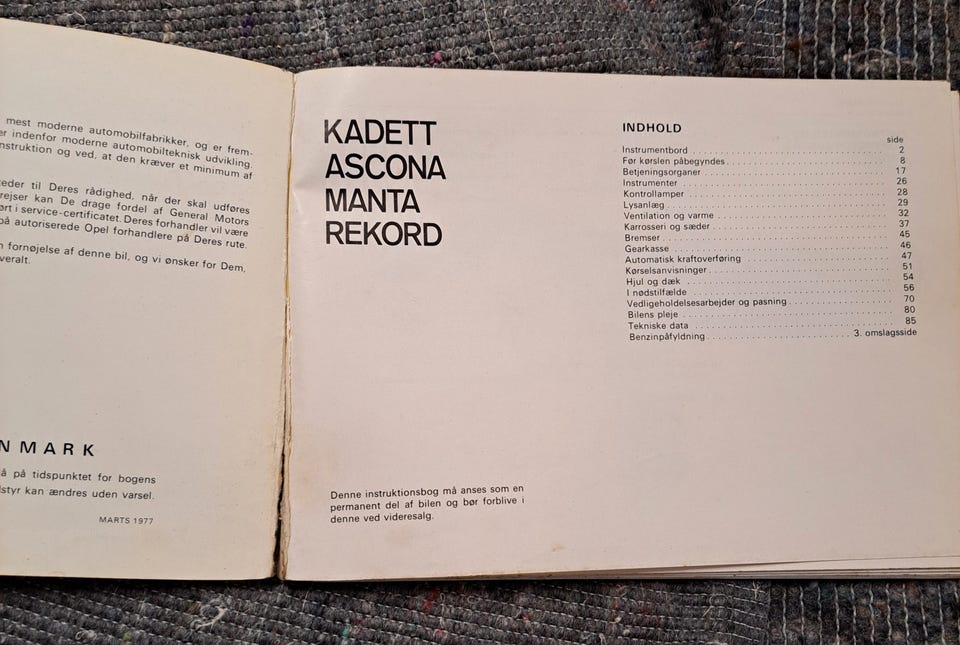 mest moderne automobilfabrikker, og er frem-
er indenfor moderne automobilteknisk udvikling.
nstruktion og ved, at den kræver et minimum af
eder til Deres rådighed, når der skal udføres
rejser kan De drage fordel af General Motors
ørt i service-certificatet. Deres forhandler vil være
på autoriserede Opel forhandlere på Deres rute.
n fornøjelse af denne bil, og vi ønsker for Dem,
veralt.
NMARK
å på tidspunktet for bogens
dstyr kan ændres uden varsel.
MARTS 1977
KADETT
ASCONA
MANTA
REKORD
Denne instruktionsbog må anses som en
permanent del af bilen og bør forblive i
denne ved videresalg.
INDHOLD
side
Instrumentbord 2
Før kørslen påbegyndes 8
Betjeningsorganer 17
Instrumenter 26
Kontrollamper 28
Lysanlæg 29
Ventilation og varme 32
Karrosseri og sæder 37
Bremser 45
Gearkasse 46
Automatisk kraftoverføring 47
Kørselsanvisninger 51
Hjul og dæk 54
I nødstilfælde 56
Vedligeholdelsesarbejder og pasning 70
Bilens pleje 80
Tekniske data 85
Benzinpåfyldning 3. omslagsside